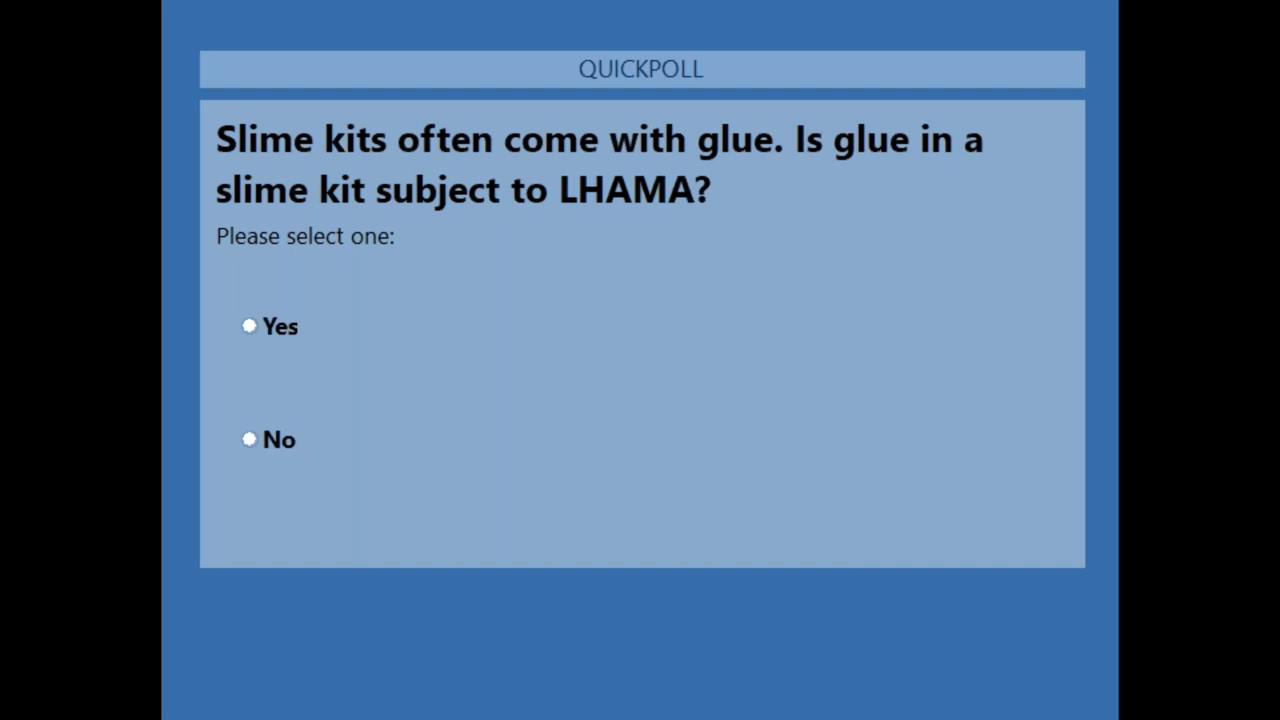 QUICKPOLL
Slime kits often come with glue. Is glue in a
slime kit subject to LHAMA?
Please select one:
Yes
No